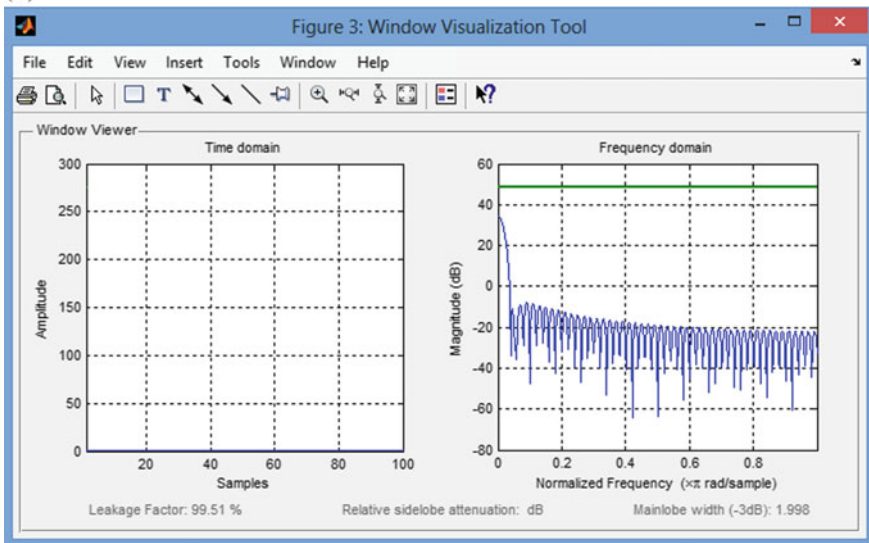 Figure 3: Window Visualization Tool
File Edit View Insert Tools Window Help
Window Viewer
Time domain
300
250
200
150
100
50
0
Amplitude
20 40 60 80 100
Samples
Frequency domain
60
40
20
0
-20
-40
-60
-80
Magnitude (dB)
0 0.2 0.4 0.6 0.8
Normalized Frequency (×π rad/sample)
Leakage Factor: 99.51 % Relative sidelobe attenuation: dB Mainlobe width (-3dB): 1.998